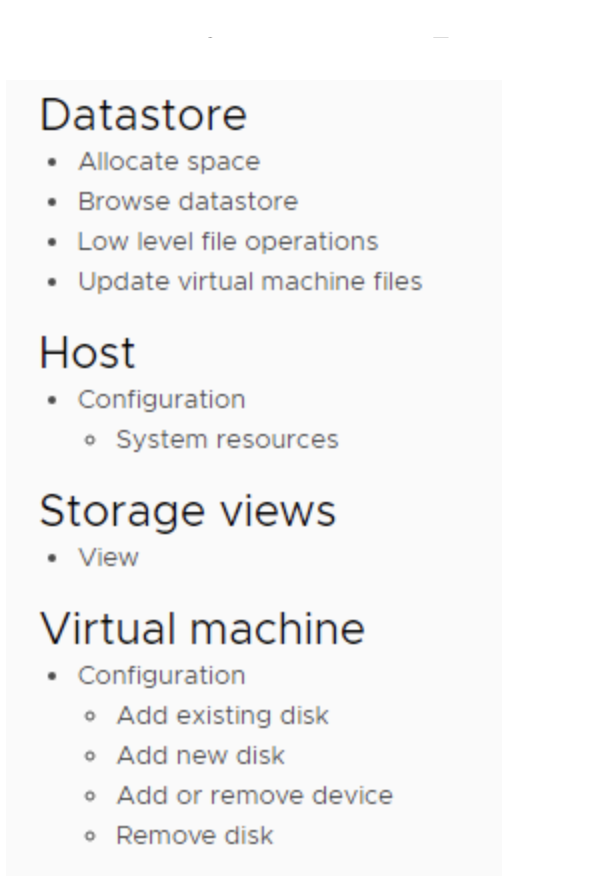 Datastore
• Allocate space
• Browse datastore
• Low level file operations
• Update virtual machine files
Host
• Configuration
◦ System resources
Storage views
• View
Virtual machine
• Configuration
◦ Add existing disk
◦ Add new disk
◦ Add or remove device
◦ Remove disk